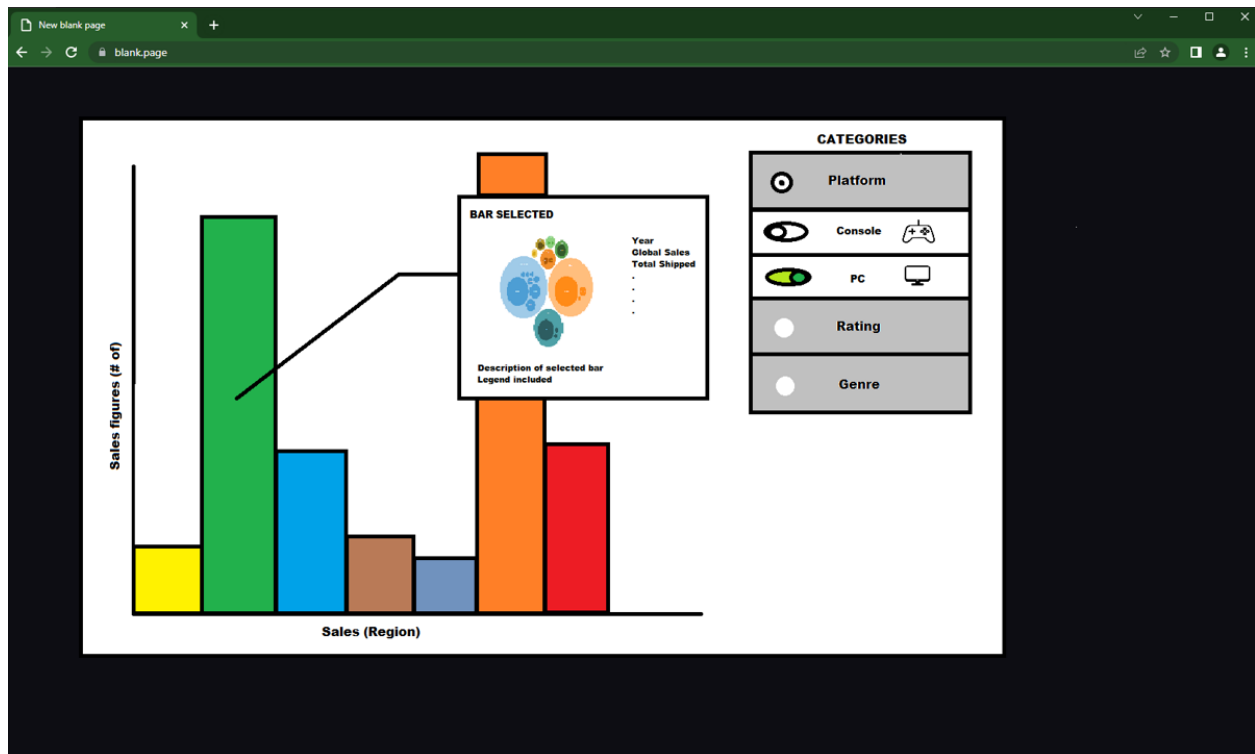 New blank page
blank.page
CATEGORIES
Platform
Console
PC
Rating
Genre
BAR SELECTED
Year
Global Sales
Total Shipped
.
.
.
.
Description of selected bar
Legend included
Sales figures (# of)
Sales (Region)